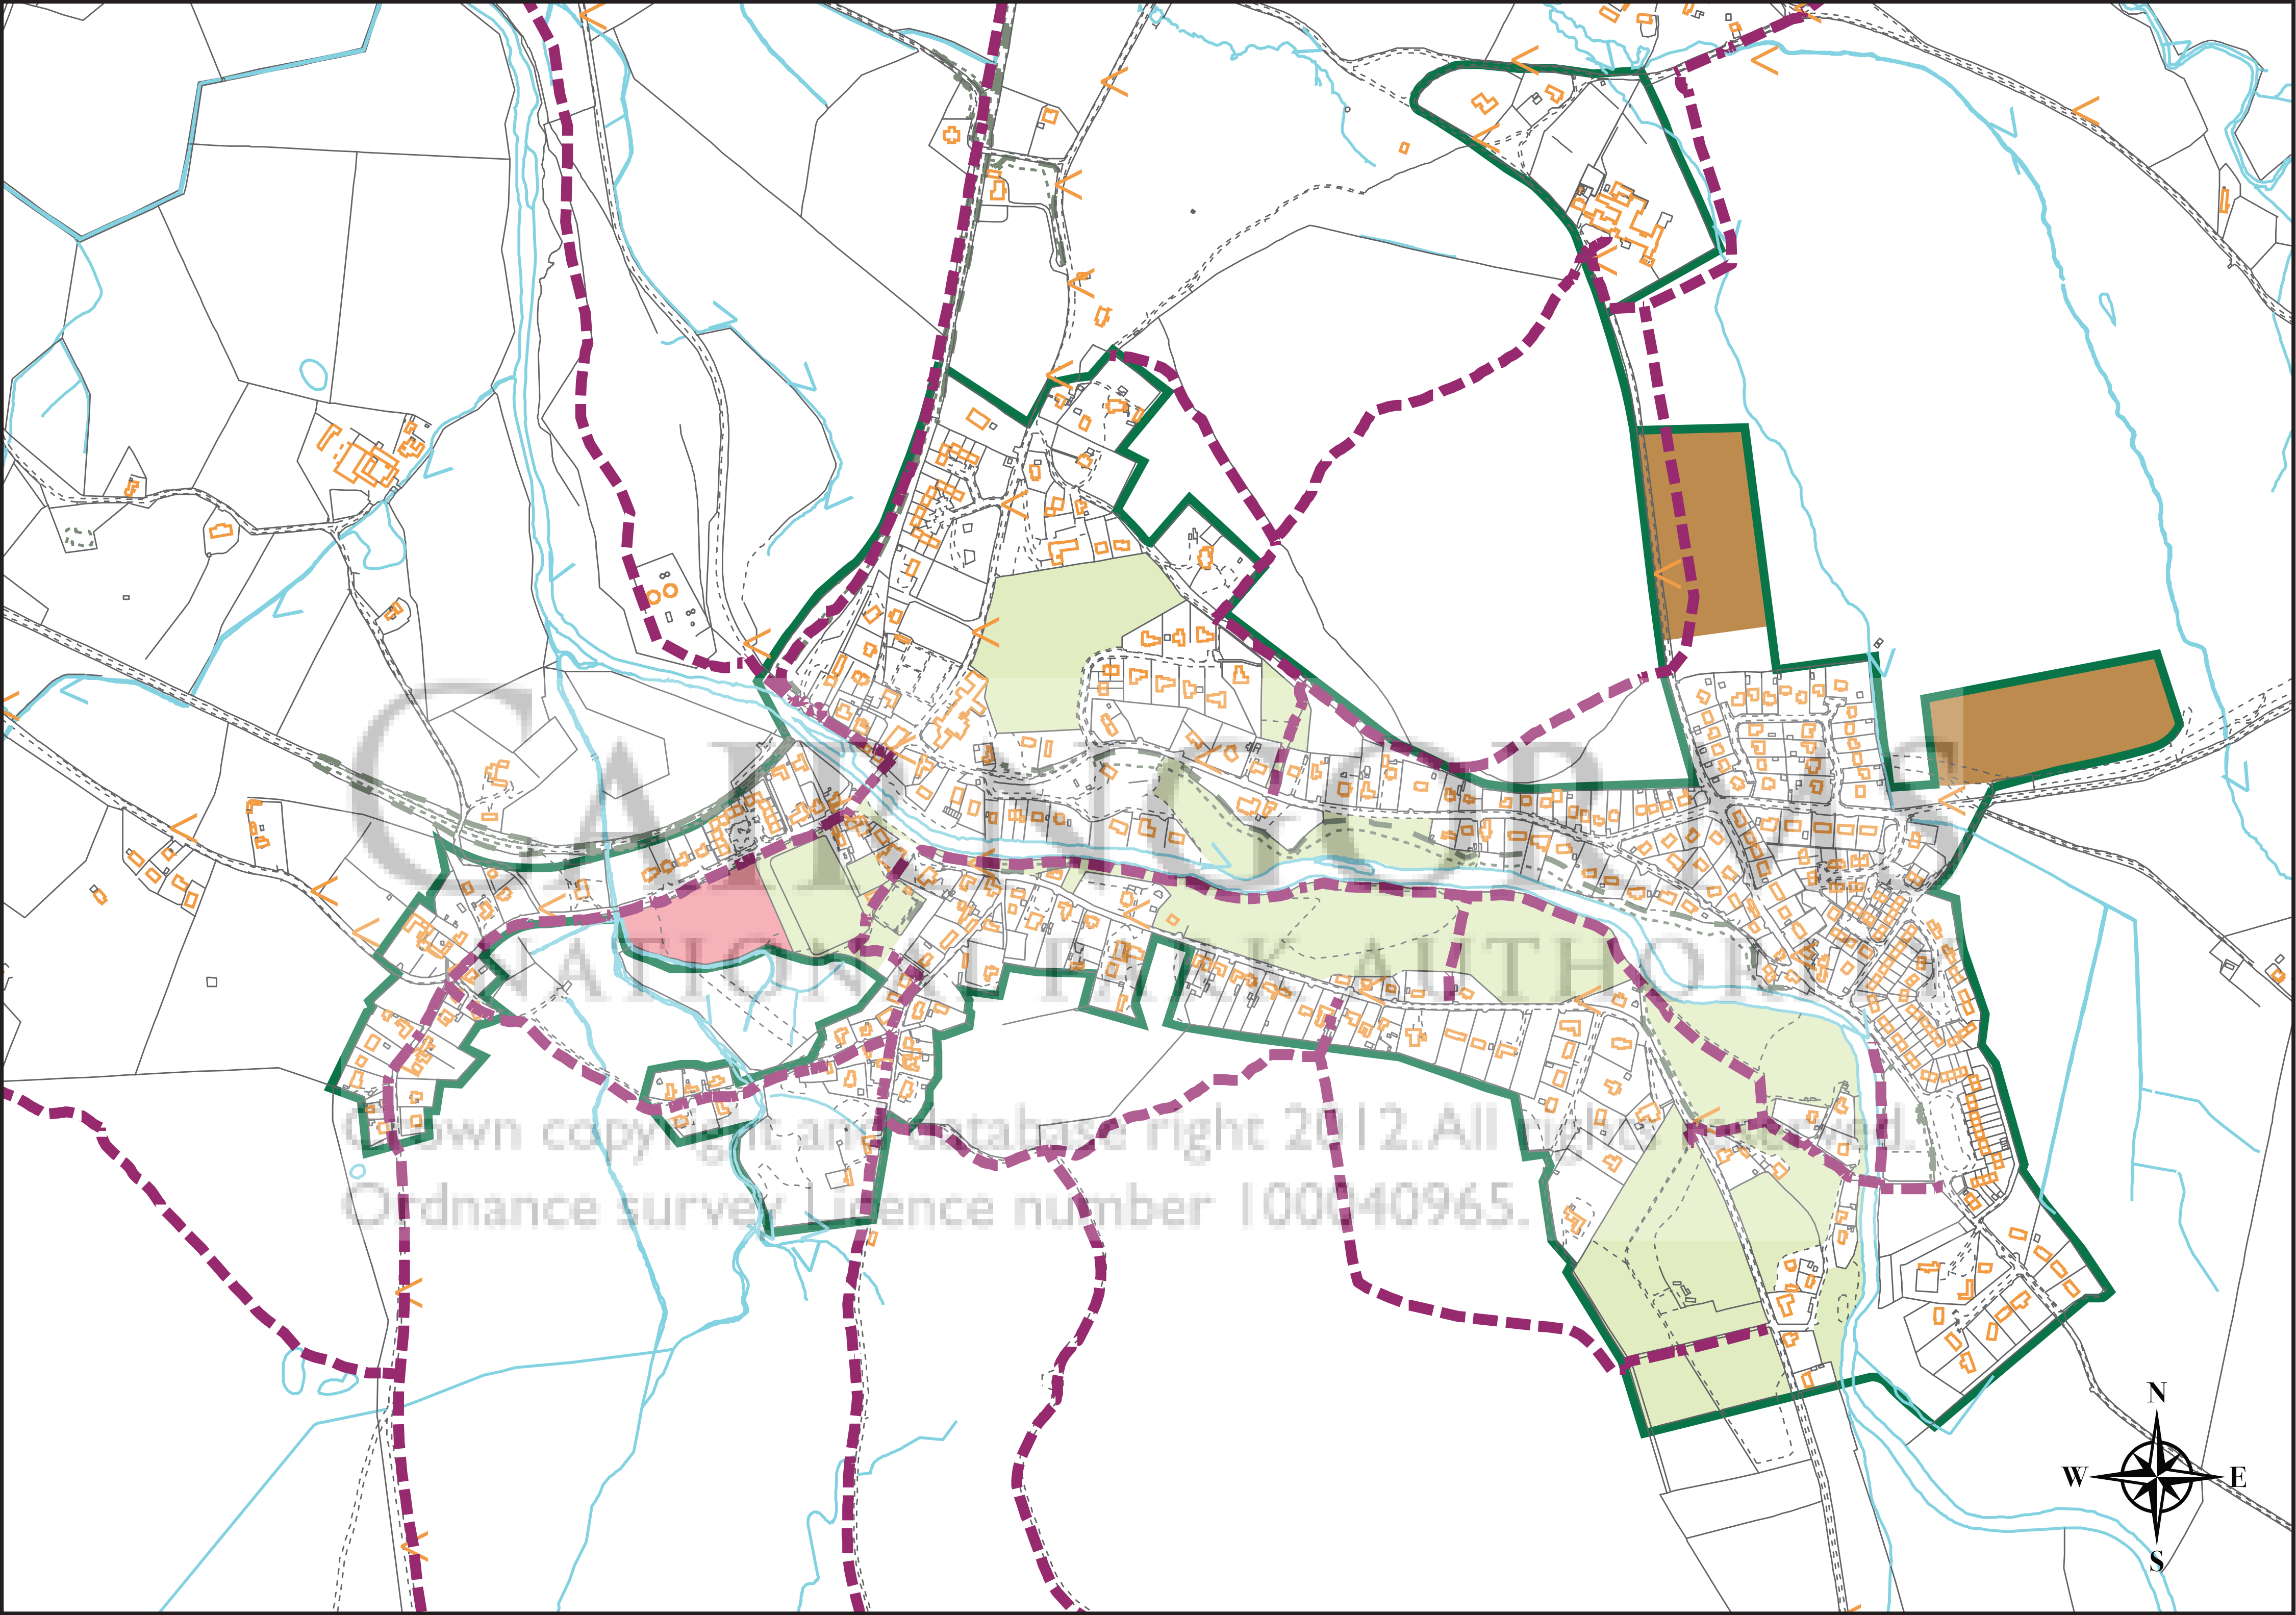 CAIRNGORMS
NATIONAL PARK AUTHORITY
Crown copyright and database right 2012. All rights reserved.
Ordnance survey Licence number 100040965.
N
W E
S